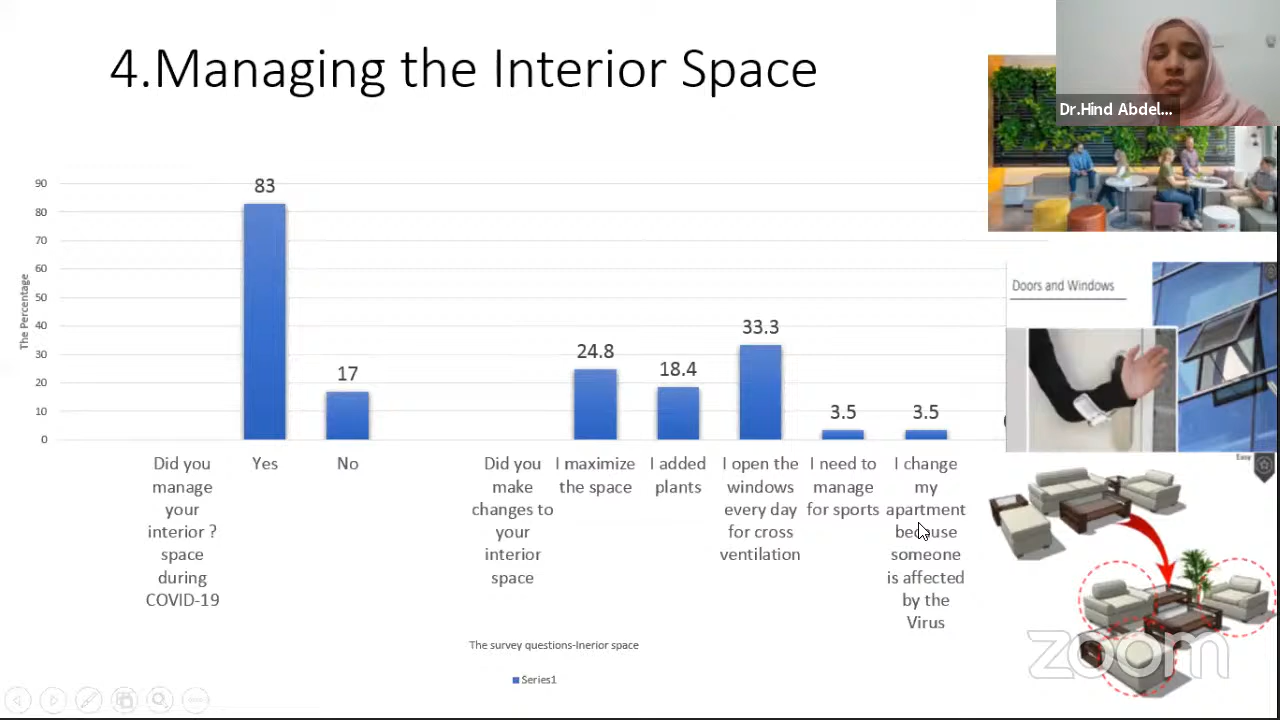 4.Managing the Interior Space
Dr.Hind Abdel...
The Percentage
90
80
70
60
50
40
30
20
10
0
83
17
24.8
18.4
33.3
3.5
3.5
Did you
manage
your
interior ?
space
during
COVID-19
Yes
No
Did you
make
changes to
your
interior
space
I maximize
the space
I added
plants
I open the
windows
every day
for cross
ventilation
I need to
manage
for sports
I change
my
apartment
because
someone
is affected
by the
Virus
The survey questions-Inerior space
Series1
Doors and Windows
Easy
zoom